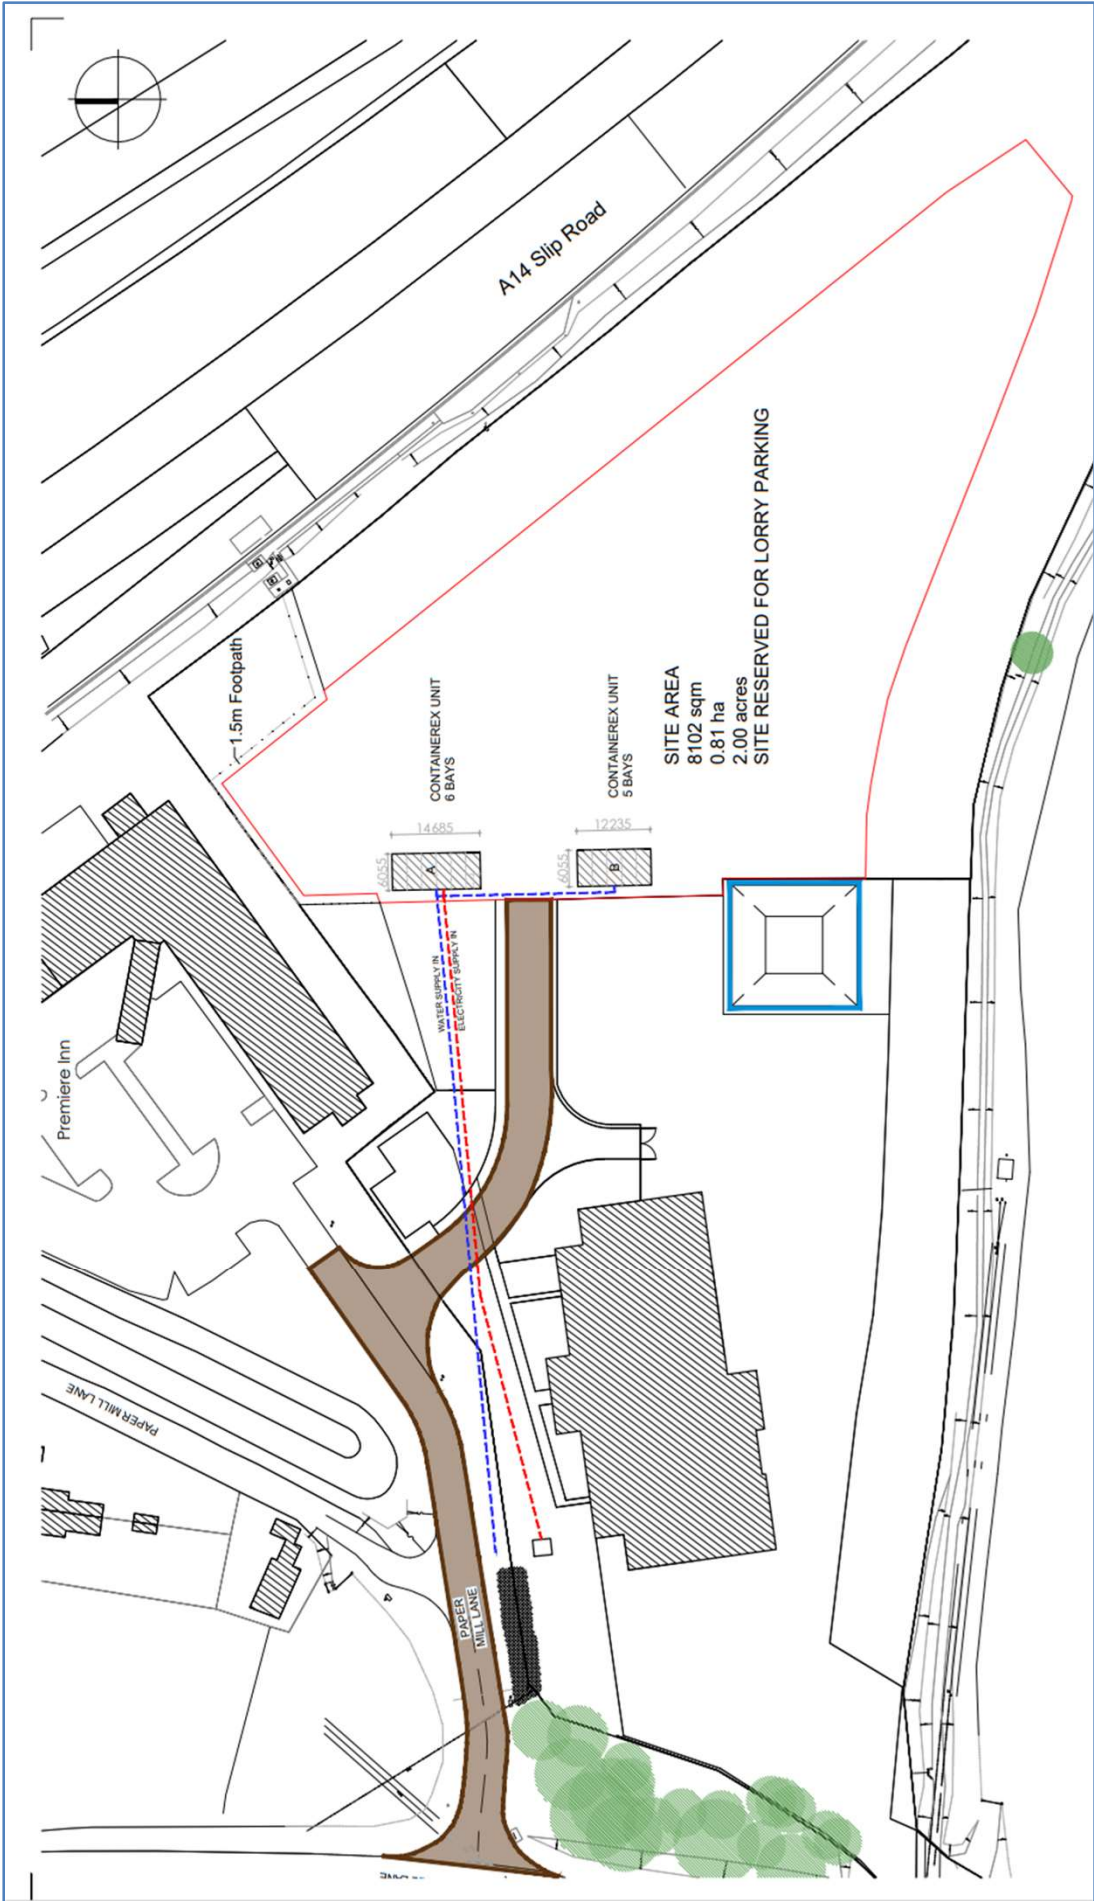 A14 Slip Road
1.5m Footpath
Premiere Inn
CONTAINEREX UNIT
6 BAYS
14685
6055
A
CONTAINEREX UNIT
5 BAYS
12235
6055
B
SITE AREA
8102 sqm
0.81 ha
2.00 acres
SITE RESERVED FOR LORRY PARKING
WATER SUPPLY IN
ELECTRICITY SUPPLY IN
PAPER MILL LANE
PAPER
MILL LANE
LANE